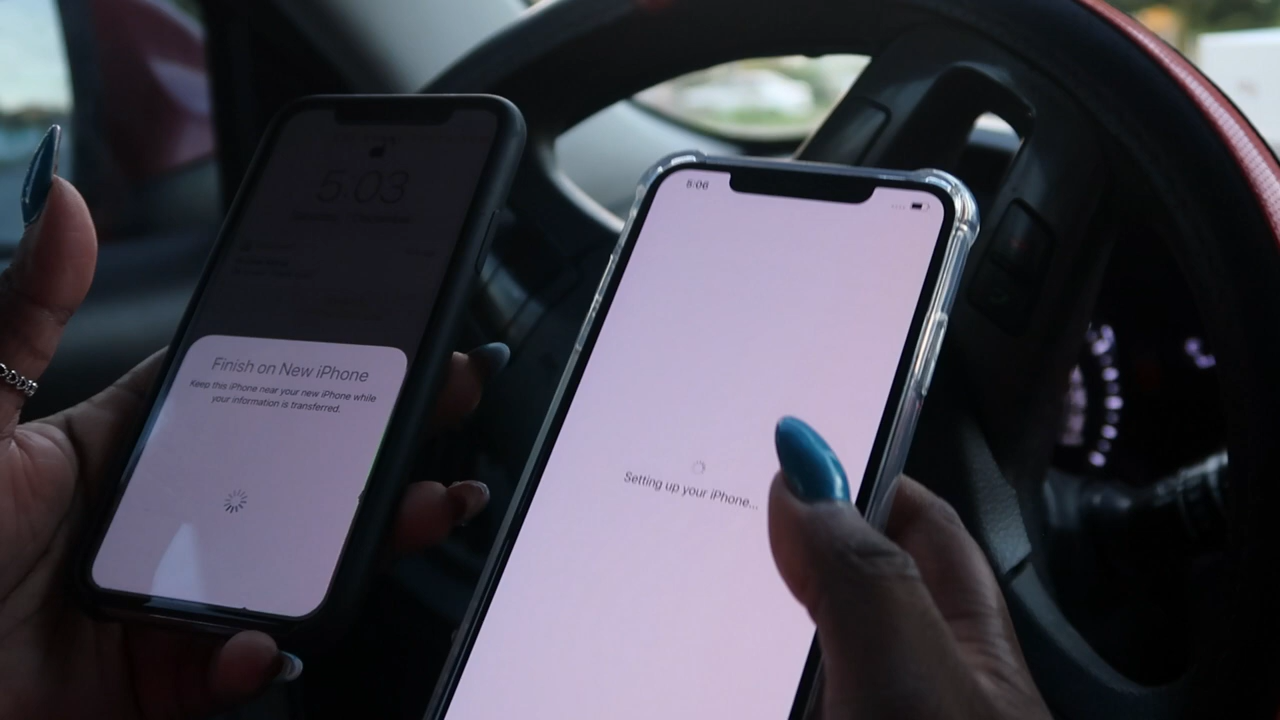 5:03
Finish on New iPhone
Keep this iPhone near your new iPhone while
your information is transferred.
5:06
Setting up your iPhone...